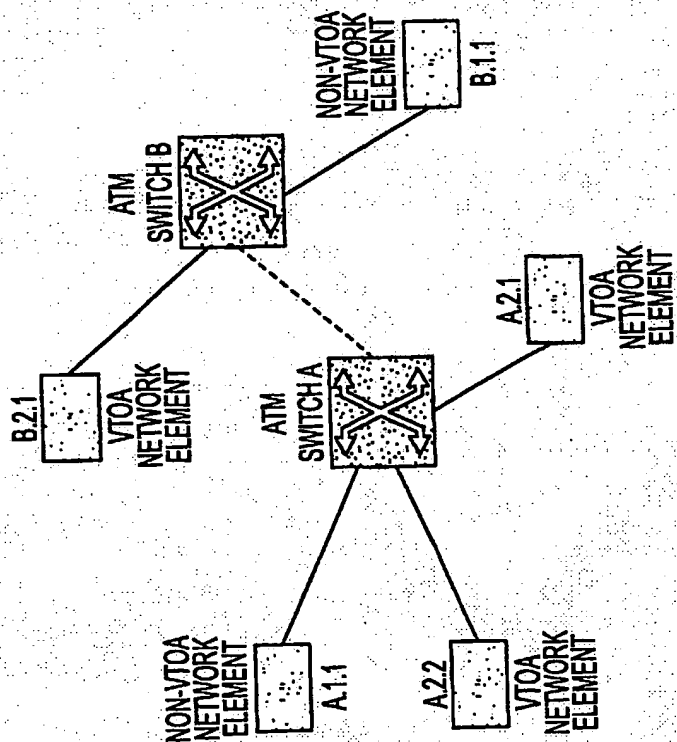 NON-VTOA
NETWORK
ELEMENT
A.1.1
A.2.2
VTOA
NETWORK
ELEMENT
ATM
SWITCH A
A.2.1
VTOA
NETWORK
ELEMENT
B.2.1
VTOA
NETWORK
ELEMENT
ATM
SWITCH B
NON-VTOA
NETWORK
ELEMENT
B.1.1